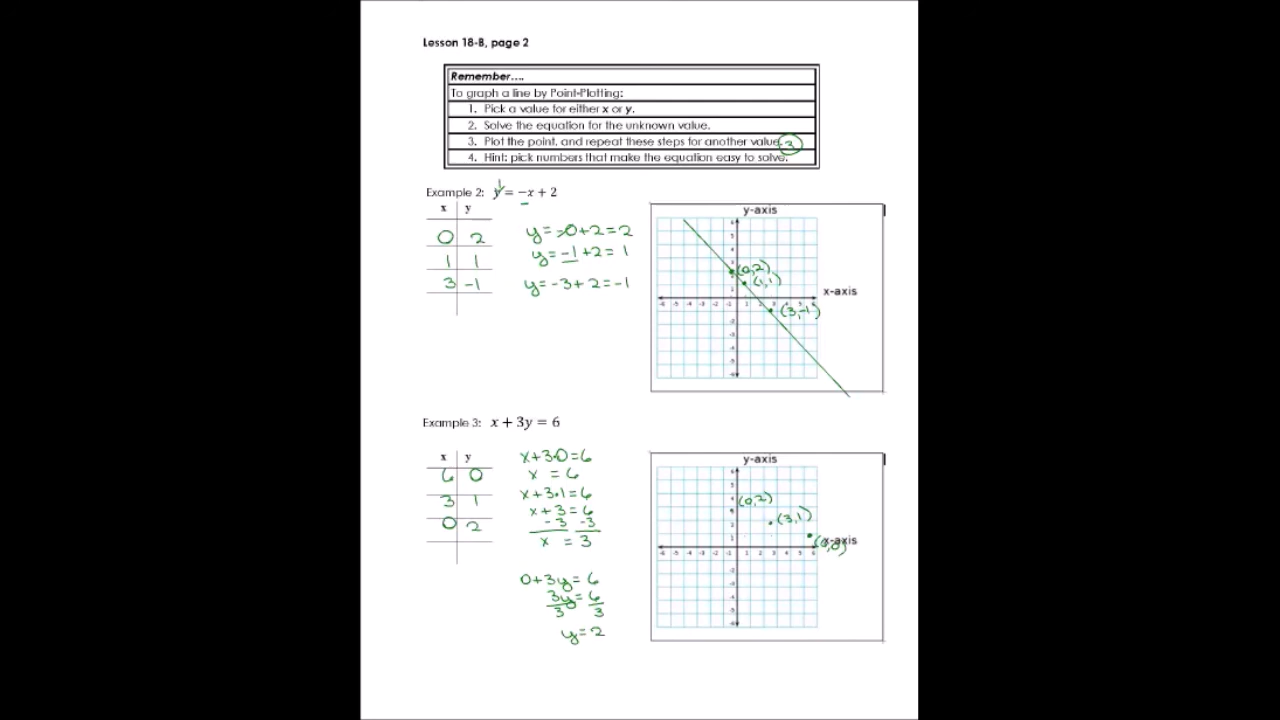 Lesson 18-B, page 2
Remember....
To graph a line by Point-Plotting:
1. Pick a value for either x or y.
2. Solve the equation for the unknown value.
3. Plot the point, and repeat these steps for another value. 3
4. Hint: pick numbers that make the equation easy to solve.
Example 2: y = −x + 2
x y
0 2
1 1
3 -1
y = -0+2 = 2
y = -1 +2 = 1
y = -3+2 = -1
y-axis
(0,2)
(1,1)
x-axis
(3,-1)
Example 3: x + 3y = 6
x y
6 0
3 1
0 2
x+3•0=6
x = 6
x+3•1=6
x+3=6
-3 -3
x = 3
0+3y=6
3y=6
3 3
y=2
y-axis
(0,2)
(3,1)
x-axis